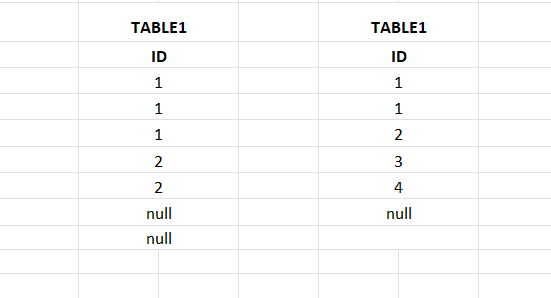 TABLE1 TABLE1
ID ID
1 1
1 1
1 2
2 3
2 4
null null
null